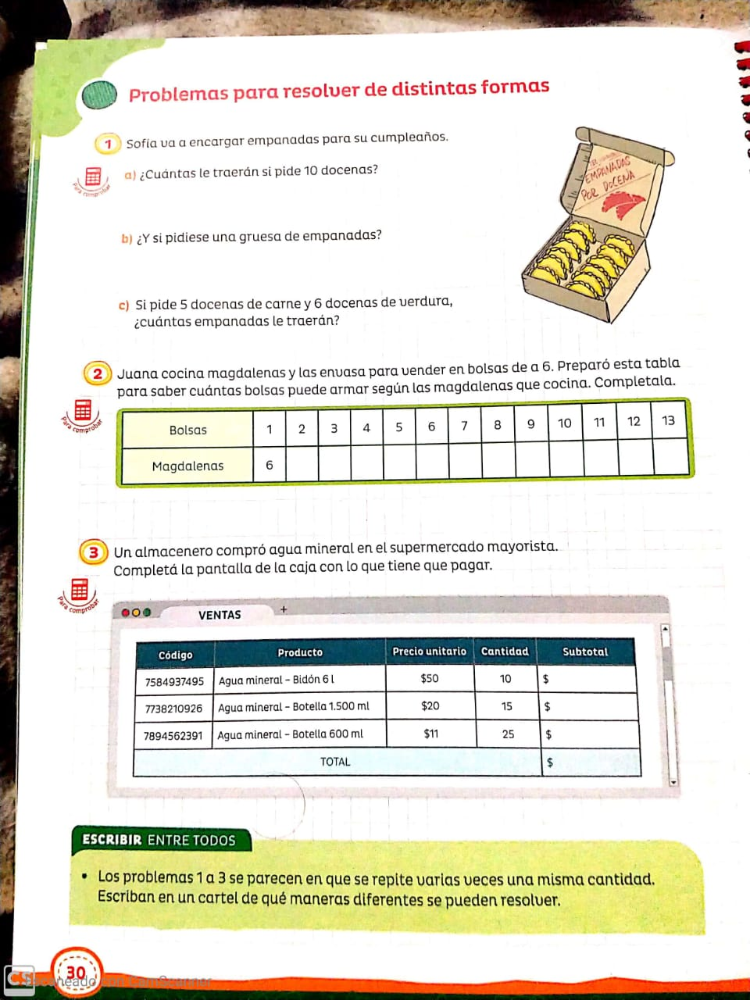 Problemas para resolver de distintas formas
1 Sofía va a encargar empanadas para su cumpleaños.
Para comprobar
a) ¿Cuántas le traerán si pide 10 docenas?
EMPANADAS
POR DOCENA
b) ¿Y si pidiese una gruesa de empanadas?
c) Si pide 5 docenas de carne y 6 docenas de verdura,
¿cuántas empanadas le traerán?
2 Juana cocina magdalenas y las envasa para vender en bolsas de a 6. Preparó esta tabla
para saber cuántas bolsas puede armar según las magdalenas que cocina. Completala.
Para comprobar
Bolsas 1 2 3 4 5 6 7 8 9 10 11 12 13
Magdalenas 6
3 Un almacenero compró agua mineral en el supermercado mayorista.
Completá la pantalla de la caja con lo que tiene que pagar.
Para comprobar
VENTAS +
Código Producto Precio unitario Cantidad Subtotal
7584937495 Agua mineral – Bidón 6 l $50 10 $
7738210926 Agua mineral – Botella 1.500 ml $20 15 $
7894562391 Agua mineral – Botella 600 ml $11 25 $
TOTAL $
ESCRIBIR ENTRE TODOS
• Los problemas 1 a 3 se parecen en que se repite varias veces una misma cantidad.
Escriban en un cartel de qué maneras diferentes se pueden resolver.
30
CS Escaneado con CamScanner